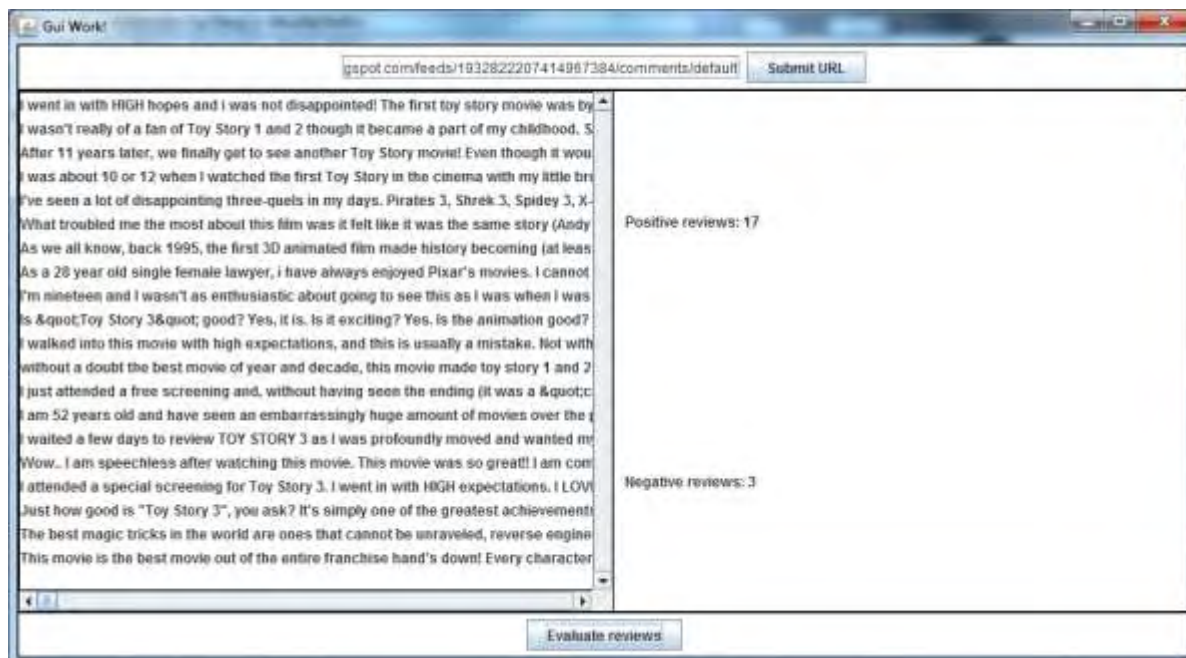 Gui Work!
gspot.com/feeds/1932822207414967384/comments/default
Submit URL
I went in with HIGH hopes and i was not disappointed! The first toy story movie was by
I wasn't really of a fan of Toy Story 1 and 2 though it became a part of my childhood. S
After 11 years later, we finally get to see another Toy Story movie! Even though it wou
I was about 10 or 12 when I watched the first Toy Story in the cinema with my little bro
I've seen a lot of disappointing three-quels in my days. Pirates 3, Shrek 3, Spidey 3, X-
What troubled me the most about this film was it felt like it was the same story (Andy
As we all know, back 1995, the first 3D animated film made history becoming (at leas
As a 28 year old single female lawyer, i have always enjoyed Pixar's movies. I cannot
I'm nineteen and I wasn't as enthusiastic about going to see this as I was when I was
Is &quot;Toy Story 3&quot; good? Yes, it is. Is it exciting? Yes. Is the animation good?
I walked into this movie with high expectations, and this is usually a mistake. Not with
without a doubt the best movie of year and decade, this movie made toy story 1 and 2
I just attended a free screening and, without having seen the ending (it was a &quot;c
I am 52 years old and have seen an embarrassingly huge amount of movies over the
I waited a few days to review TOY STORY 3 as I was profoundly moved and wanted my
Wow.. I am speechless after watching this movie. This movie was so great!! I am com
I attended a special screening for Toy Story 3. I went in with HIGH expectations. I LOV
Just how good is "Toy Story 3", you ask? It's simply one of the greatest achievements
The best magic tricks in the world are ones that cannot be unraveled, reverse engine
This movie is the best movie out of the entire franchise hand's down! Every character
Positive reviews: 17
Negative reviews: 3
Evaluate reviews